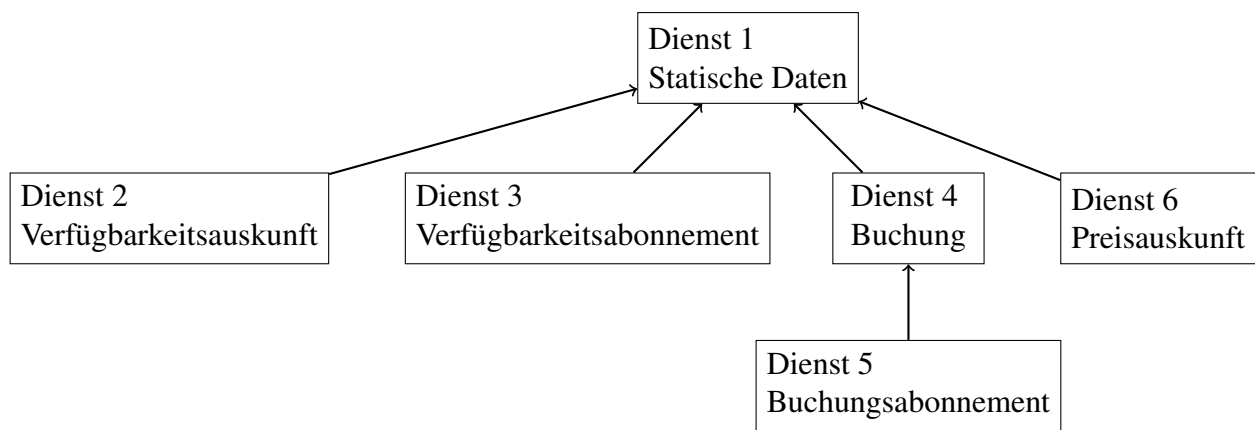 Dienst 1
Statische Daten
Dienst 2
Verfügbarkeitsauskunft
Dienst 3
Verfügbarkeitsabonnement
Dienst 4
Buchung
Dienst 6
Preisauskunft
Dienst 5
Buchungsabonnement